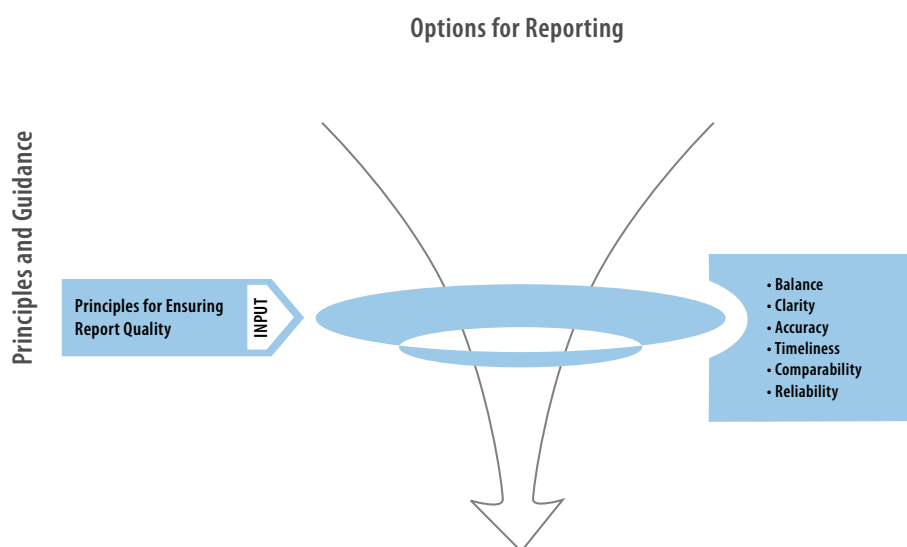 Options for Reporting
Principles and Guidance
Principles for Ensuring
Report Quality
INPUT
• Balance
• Clarity
• Accuracy
• Timeliness
• Comparability
• Reliability